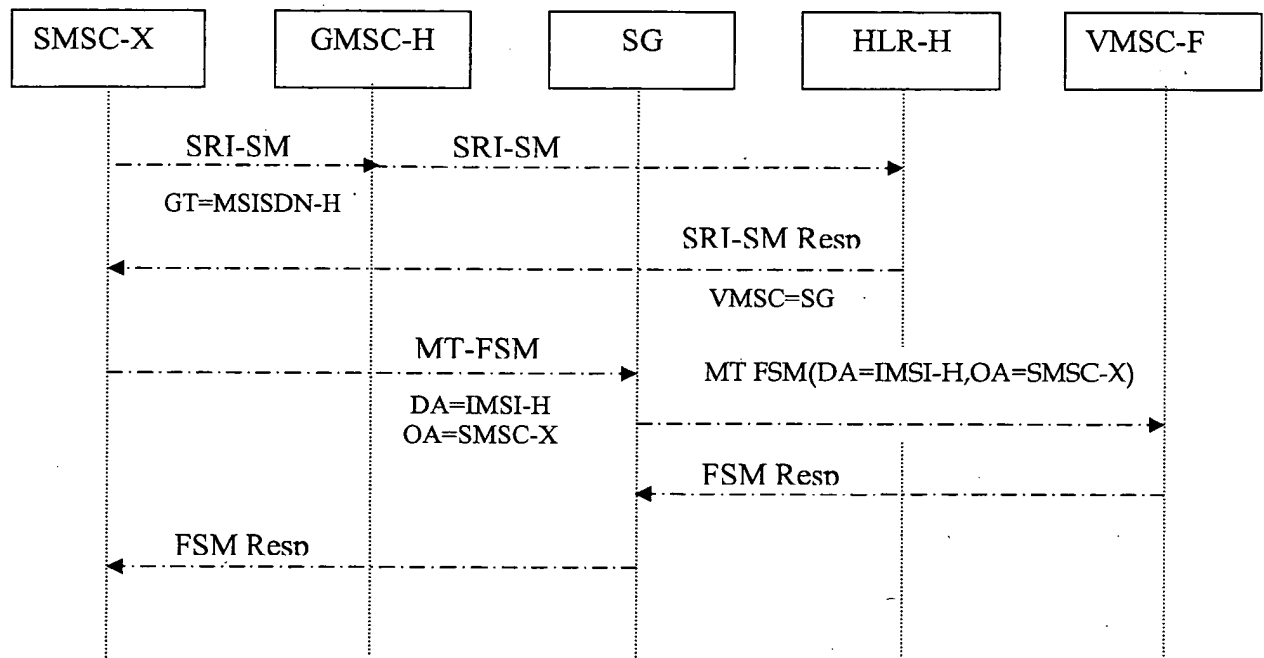 SMSC-X
GMSC-H
SG
HLR-H
VMSC-F
SRI-SM
SRI-SM
GT=MSISDN-H
SRI-SM Resp
VMSC=SG
MT-FSM
MT FSM(DA=IMSI-H,OA=SMSC-X)
DA=IMSI-H
OA=SMSC-X
FSM Resp
FSM Resp